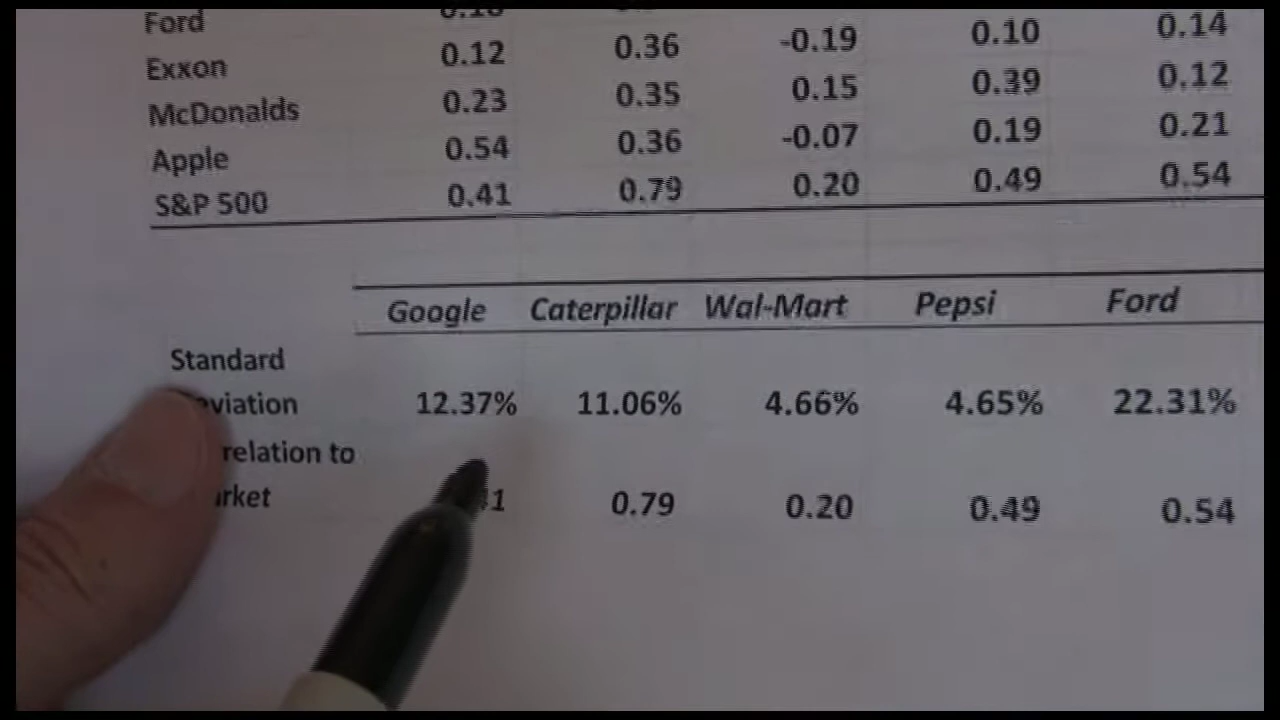 Ford
Exxon 0.12 0.36 -0.19 0.10 0.14
McDonalds 0.23 0.35 0.15 0.39 0.12
Apple 0.54 0.36 -0.07 0.19 0.21
S&P 500 0.41 0.79 0.20 0.49 0.54
Google Caterpillar Wal-Mart Pepsi Ford
Standard
viation 12.37% 11.06% 4.66% 4.65% 22.31%
relation to
rket 1 0.79 0.20 0.49 0.54